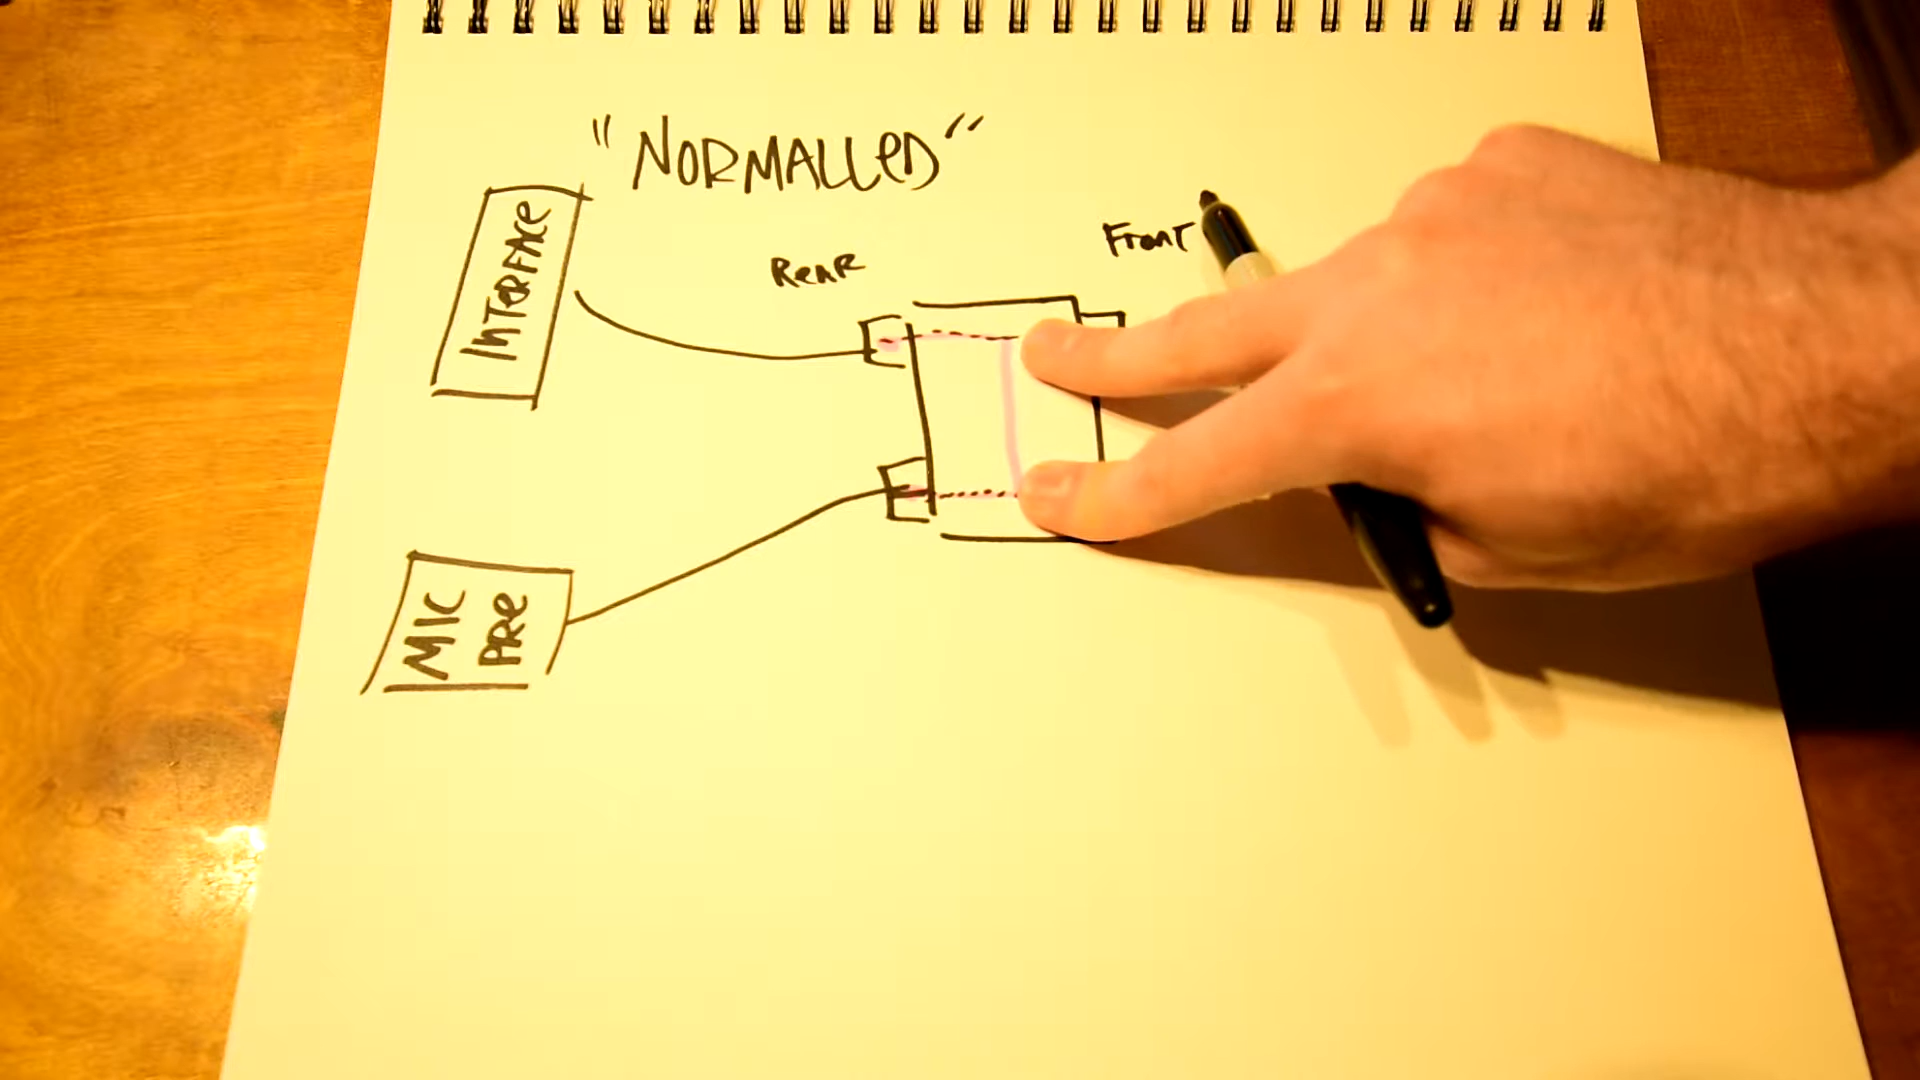 "NORMALLED"
INTERFACE
Rear
Front
MIC
PRE